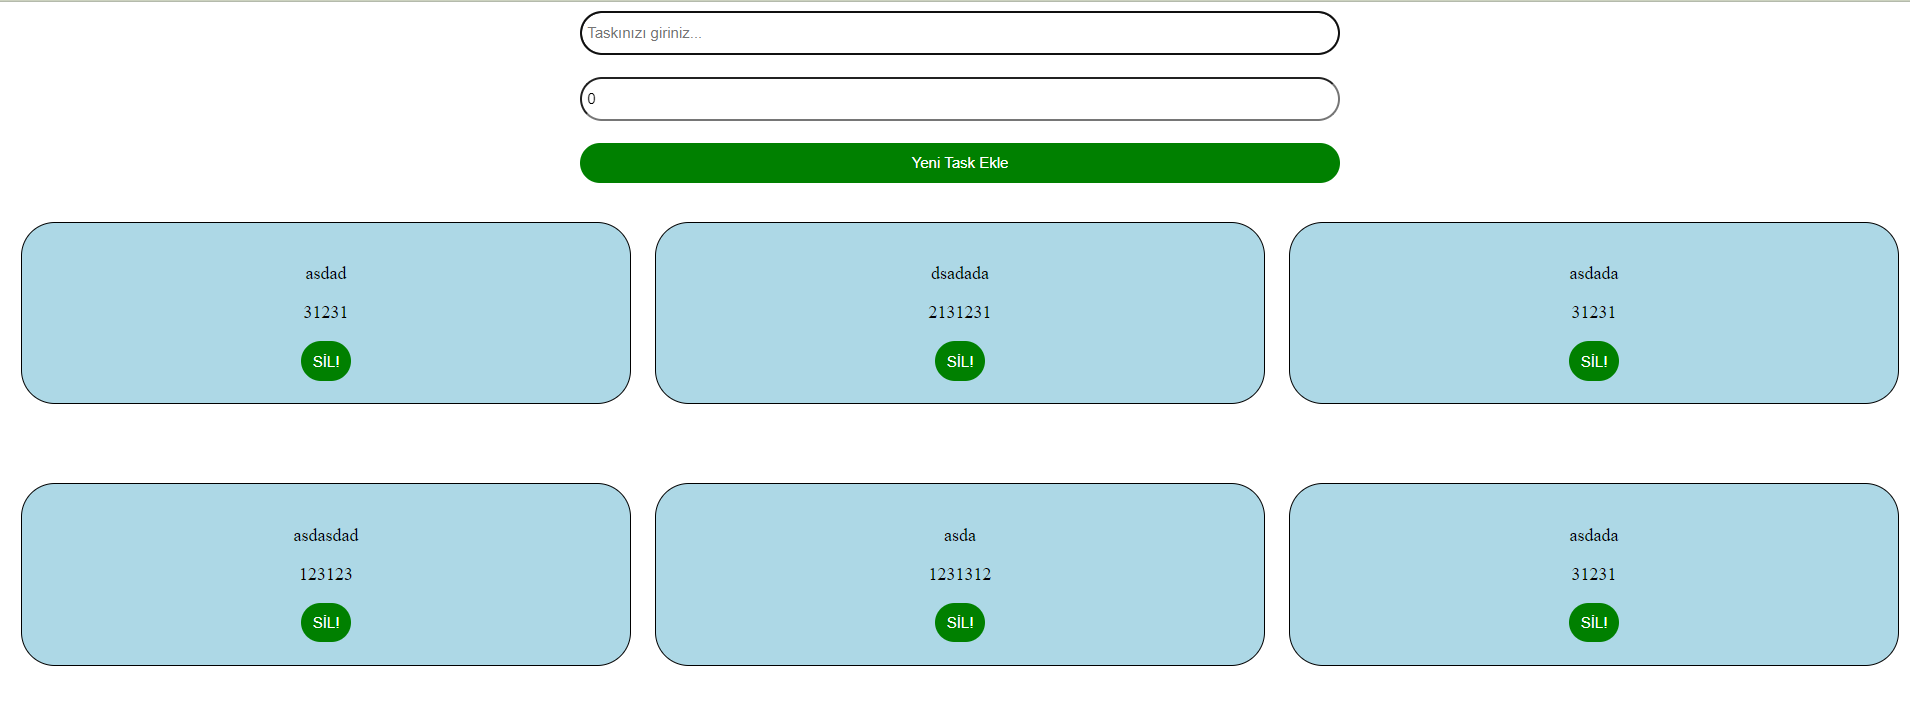 Taskınızı giriniz...
0
Yeni Task Ekle
asdad
31231
SİL!
dsadada
2131231
SİL!
asdada
31231
SİL!
asdasdad
123123
SİL!
asda
1231312
SİL!
asdada
31231
SİL!